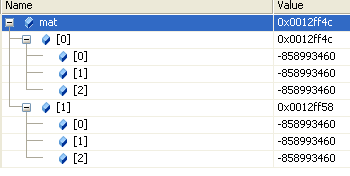 Name Value
mat 0x0012ff4c
[0] 0x0012ff4c
[0] -858993460
[1] -858993460
[2] -858993460
[1] 0x0012ff58
[0] -858993460
[1] -858993460
[2] -858993460